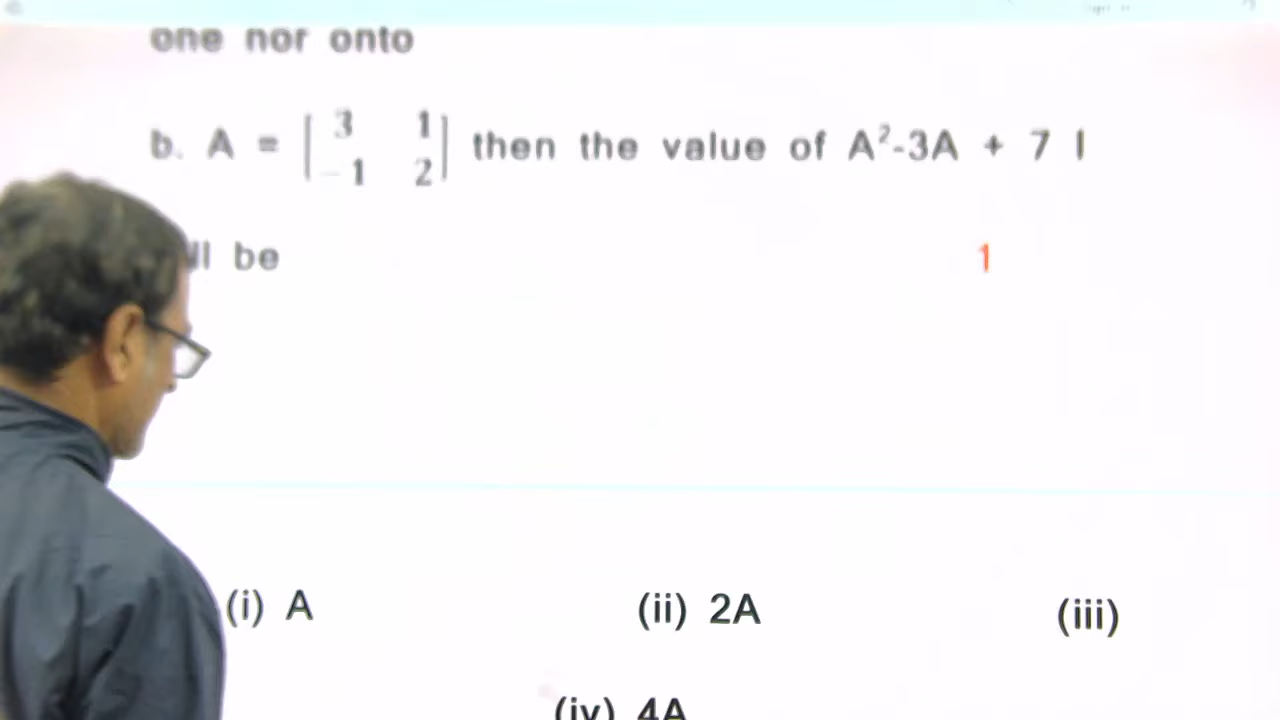 one nor onto
b. A = [ 3 1 -1 2 ] then the value of A²-3A + 7 I
be 1
(i) A (ii) 2A (iii)
(iv) 4A